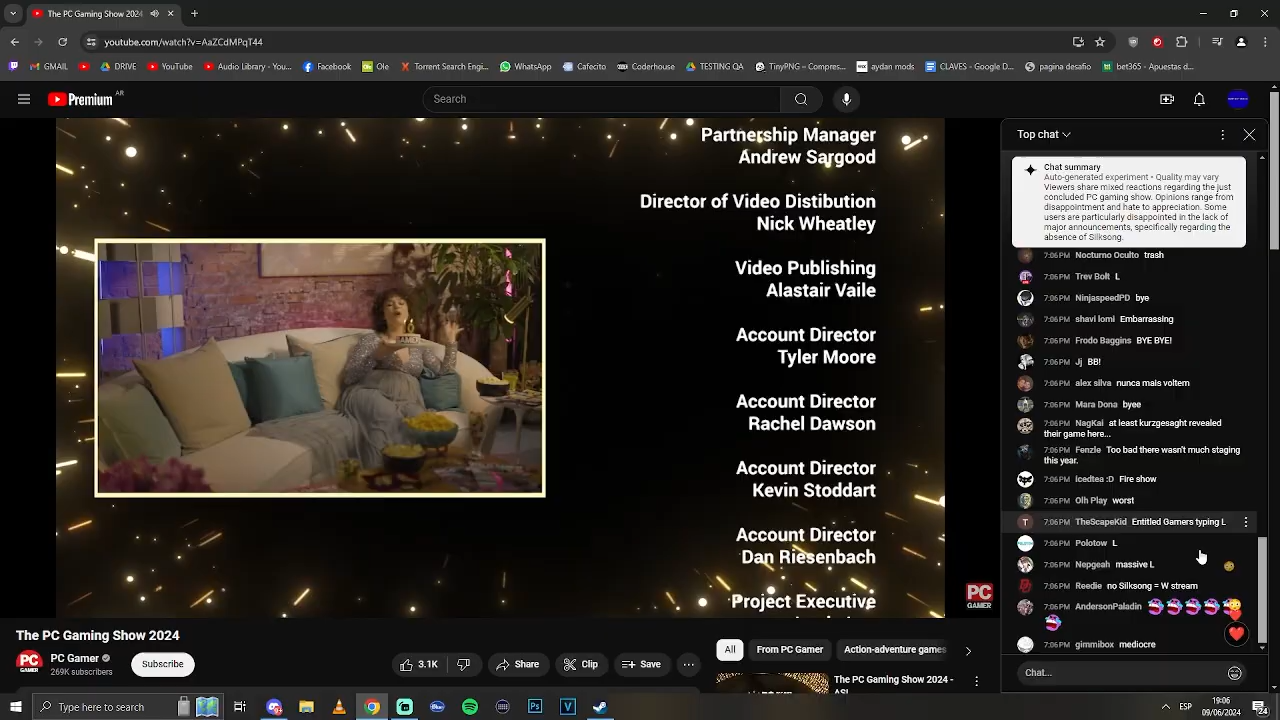 The PC Gaming Show 2024
youtube.com/watch?v=AaZCdMPqT44
GMAIL
DRIVE
YouTube
Audio Library - You...
Facebook
Ole
Torrent Search Engi...
WhatsApp
Cafecito
Coderhouse
TESTING QA
TinyPNG – Compres...
aydan mods
CLAVES - Google D...
pagina desafio
bet365 - Apuestas d...
Premium
AR
Search
Partnership Manager
Andrew Sargood
Director of Video Distibution
Nick Wheatley
Video Publishing
Alastair Vaile
Account Director
Tyler Moore
Account Director
Rachel Dawson
Account Director
Kevin Stoddart
Account Director
Dan Riesenbach
Project Executive
PC
GAMER
Top chat
Chat summary
Auto-generated experiment • Quality may vary
Viewers share mixed reactions regarding the just
concluded PC gaming show. Opinions range from
disappointment and hate to appreciation. Some
users are particularly disappointed in the lack of
major announcements, specifically regarding the
absence of Silksong.
7:06 PM Nocturno Oculto trash
7:06 PM Trev Bolt L
7:06 PM NinjaspeedPD bye
7:06 PM shavi lomi Embarrassing
7:06 PM Frodo Baggins BYE BYE!
7:06 PM Jj BB!
7:06 PM alex silva nunca mais voltem
7:06 PM Mara Dona byee
7:06 PM NagKai at least kurzgesaght revealed
their game here...
7:06 PM Fenzle Too bad there wasn't much staging
this year.
7:06 PM icedtea :D Fire show
7:06 PM Olh Play worst
7:06 PM TheScapeKid Entitled Gamers typing L
7:06 PM Polotow L
7:06 PM Nepgeah massive L
7:06 PM Reedie no Silksong = W stream
7:06 PM AndersonPaladin
7:06 PM gimmibox mediocre
Chat...
The PC Gaming Show 2024
PC
PC Gamer
269K subscribers
Subscribe
3.1K
Share
Clip
Save
All
From PC Gamer
Action-adventure games
The PC Gaming Show 2024 -
ASL
Type here to search
Ps
V
ESP
19:06
09/06/2024